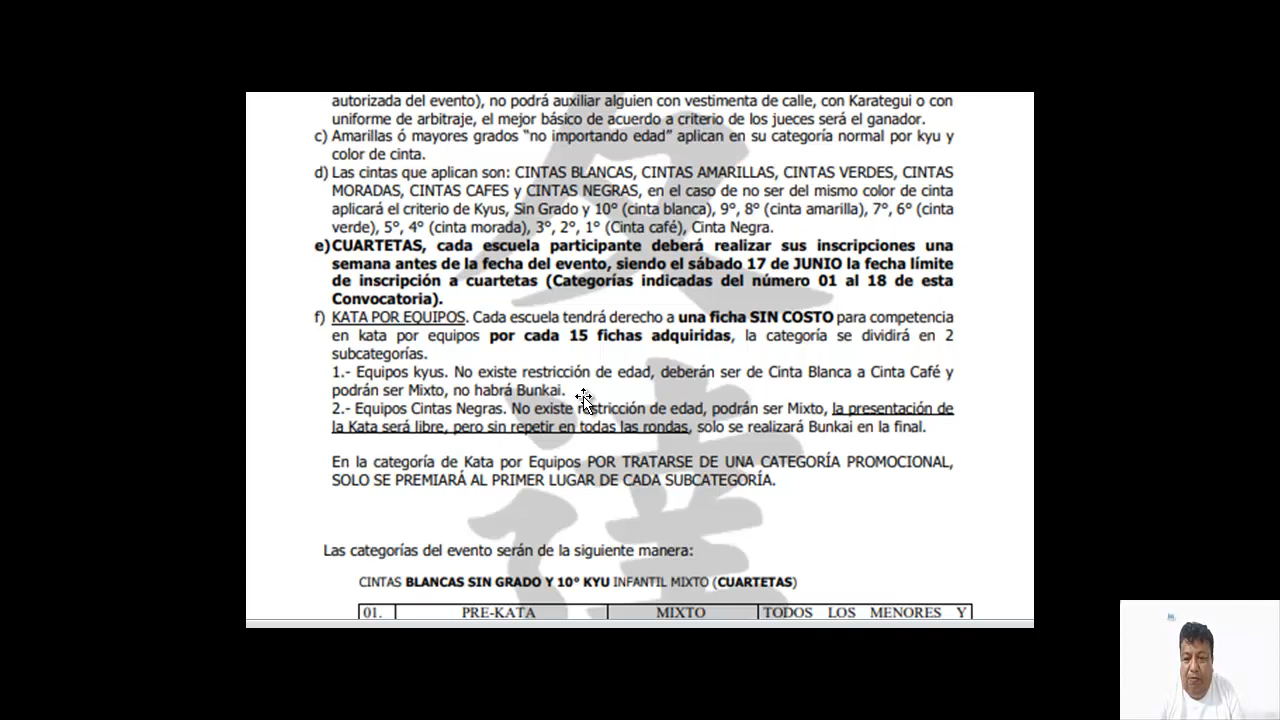 autorizada del evento), no podrá auxiliar alguien con vestimenta de calle, con Karategui o con
uniforme de arbitraje, el mejor básico de acuerdo a criterio de los jueces será el ganador.
c) Amarillas ó mayores grados “no importando edad” aplican en su categoría normal por kyu y
color de cinta.
d) Las cintas que aplican son: CINTAS BLANCAS, CINTAS AMARILLAS, CINTAS VERDES, CINTAS
MORADAS, CINTAS CAFES y CINTAS NEGRAS, en el caso de no ser del mismo color de cinta
aplicará el criterio de Kyus, Sin Grado y 10° (cinta blanca), 9°, 8° (cinta amarilla), 7°, 6° (cinta
verde), 5°, 4° (cinta morada), 3°, 2°, 1° (Cinta café), Cinta Negra.
e) CUARTETAS, cada escuela participante deberá realizar sus inscripciones una
semana antes de la fecha del evento, siendo el sábado 17 de JUNIO la fecha límite
de inscripción a cuartetas (Categorías indicadas del número 01 al 18 de esta
Convocatoria).
f) KATA POR EQUIPOS. Cada escuela tendrá derecho a una ficha SIN COSTO para competencia
en kata por equipos por cada 15 fichas adquiridas, la categoría se dividirá en 2
subcategorías.
1.- Equipos kyus. No existe restricción de edad, deberán ser de Cinta Blanca a Cinta Café y
podrán ser Mixto, no habrá Bunkai.
2.- Equipos Cintas Negras. No existe restricción de edad, podrán ser Mixto, la presentación de
la Kata será libre, pero sin repetir en todas las rondas, solo se realizará Bunkai en la final.
En la categoría de Kata por Equipos POR TRATARSE DE UNA CATEGORÍA PROMOCIONAL,
SOLO SE PREMIARÁ AL PRIMER LUGAR DE CADA SUBCATEGORÍA.
Las categorías del evento serán de la siguiente manera:
CINTAS BLANCAS SIN GRADO Y 10° KYU INFANTIL MIXTO (CUARTETAS)
01. PRE-KATA MIXTO TODOS LOS MENORES Y